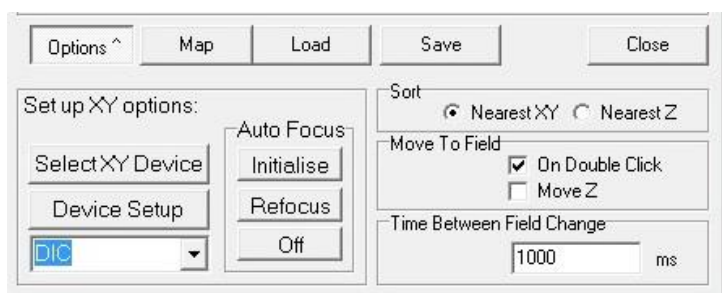 Options ^ Map Load Save Close
Set up XY options:
Select XY Device
Device Setup
DIC
Auto Focus
Initialise
Refocus
Off
Sort
Nearest XY Nearest Z
Move To Field
On Double Click
Move Z
Time Between Field Change
1000 ms